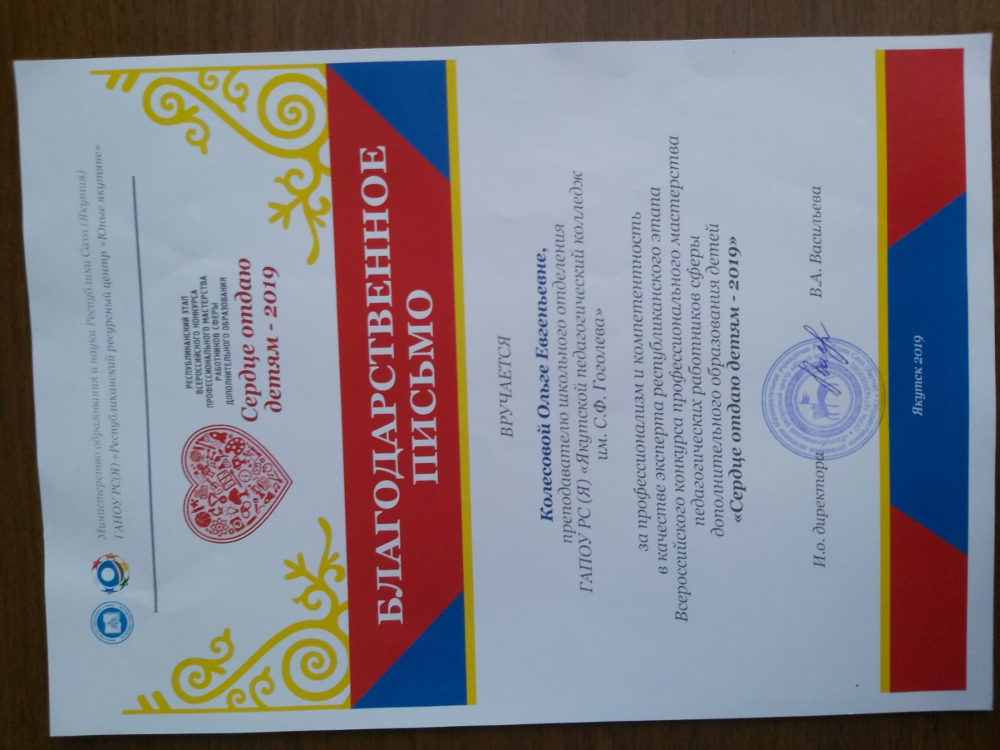 Министерство образования и науки Республики Саха (Якутия)
ГАНОУ РС(Я) «Республиканский ресурсный центр «Юные якутяне»
РЕСПУБЛИКАНСКИЙ ЭТАП
ВСЕРОССИЙСКОГО КОНКУРСА
ПРОФЕССИОНАЛЬНОГО МАСТЕРСТВА
РАБОТНИКОВ СФЕРЫ
ДОПОЛНИТЕЛЬНОГО ОБРАЗОВАНИЯ
Сердце отдаю
детям - 2019
БЛАГОДАРСТВЕННОЕ
ПИСЬМО
ВРУЧАЕТСЯ
Колесовой Ольге Евгеньевне,
преподавателю школьного отделения
ГАПОУ РС (Я) «Якутской педагогический колледж
им. С.Ф. Гоголева»
за профессионализм и компетентность
в качестве эксперта республиканского этапа
Всероссийского конкурса профессионального мастерства
педагогических работников сферы
дополнительного образования детей
«Сердце отдаю детям - 2019»
И.о. директора В.А. Васильева
Якутск 2019